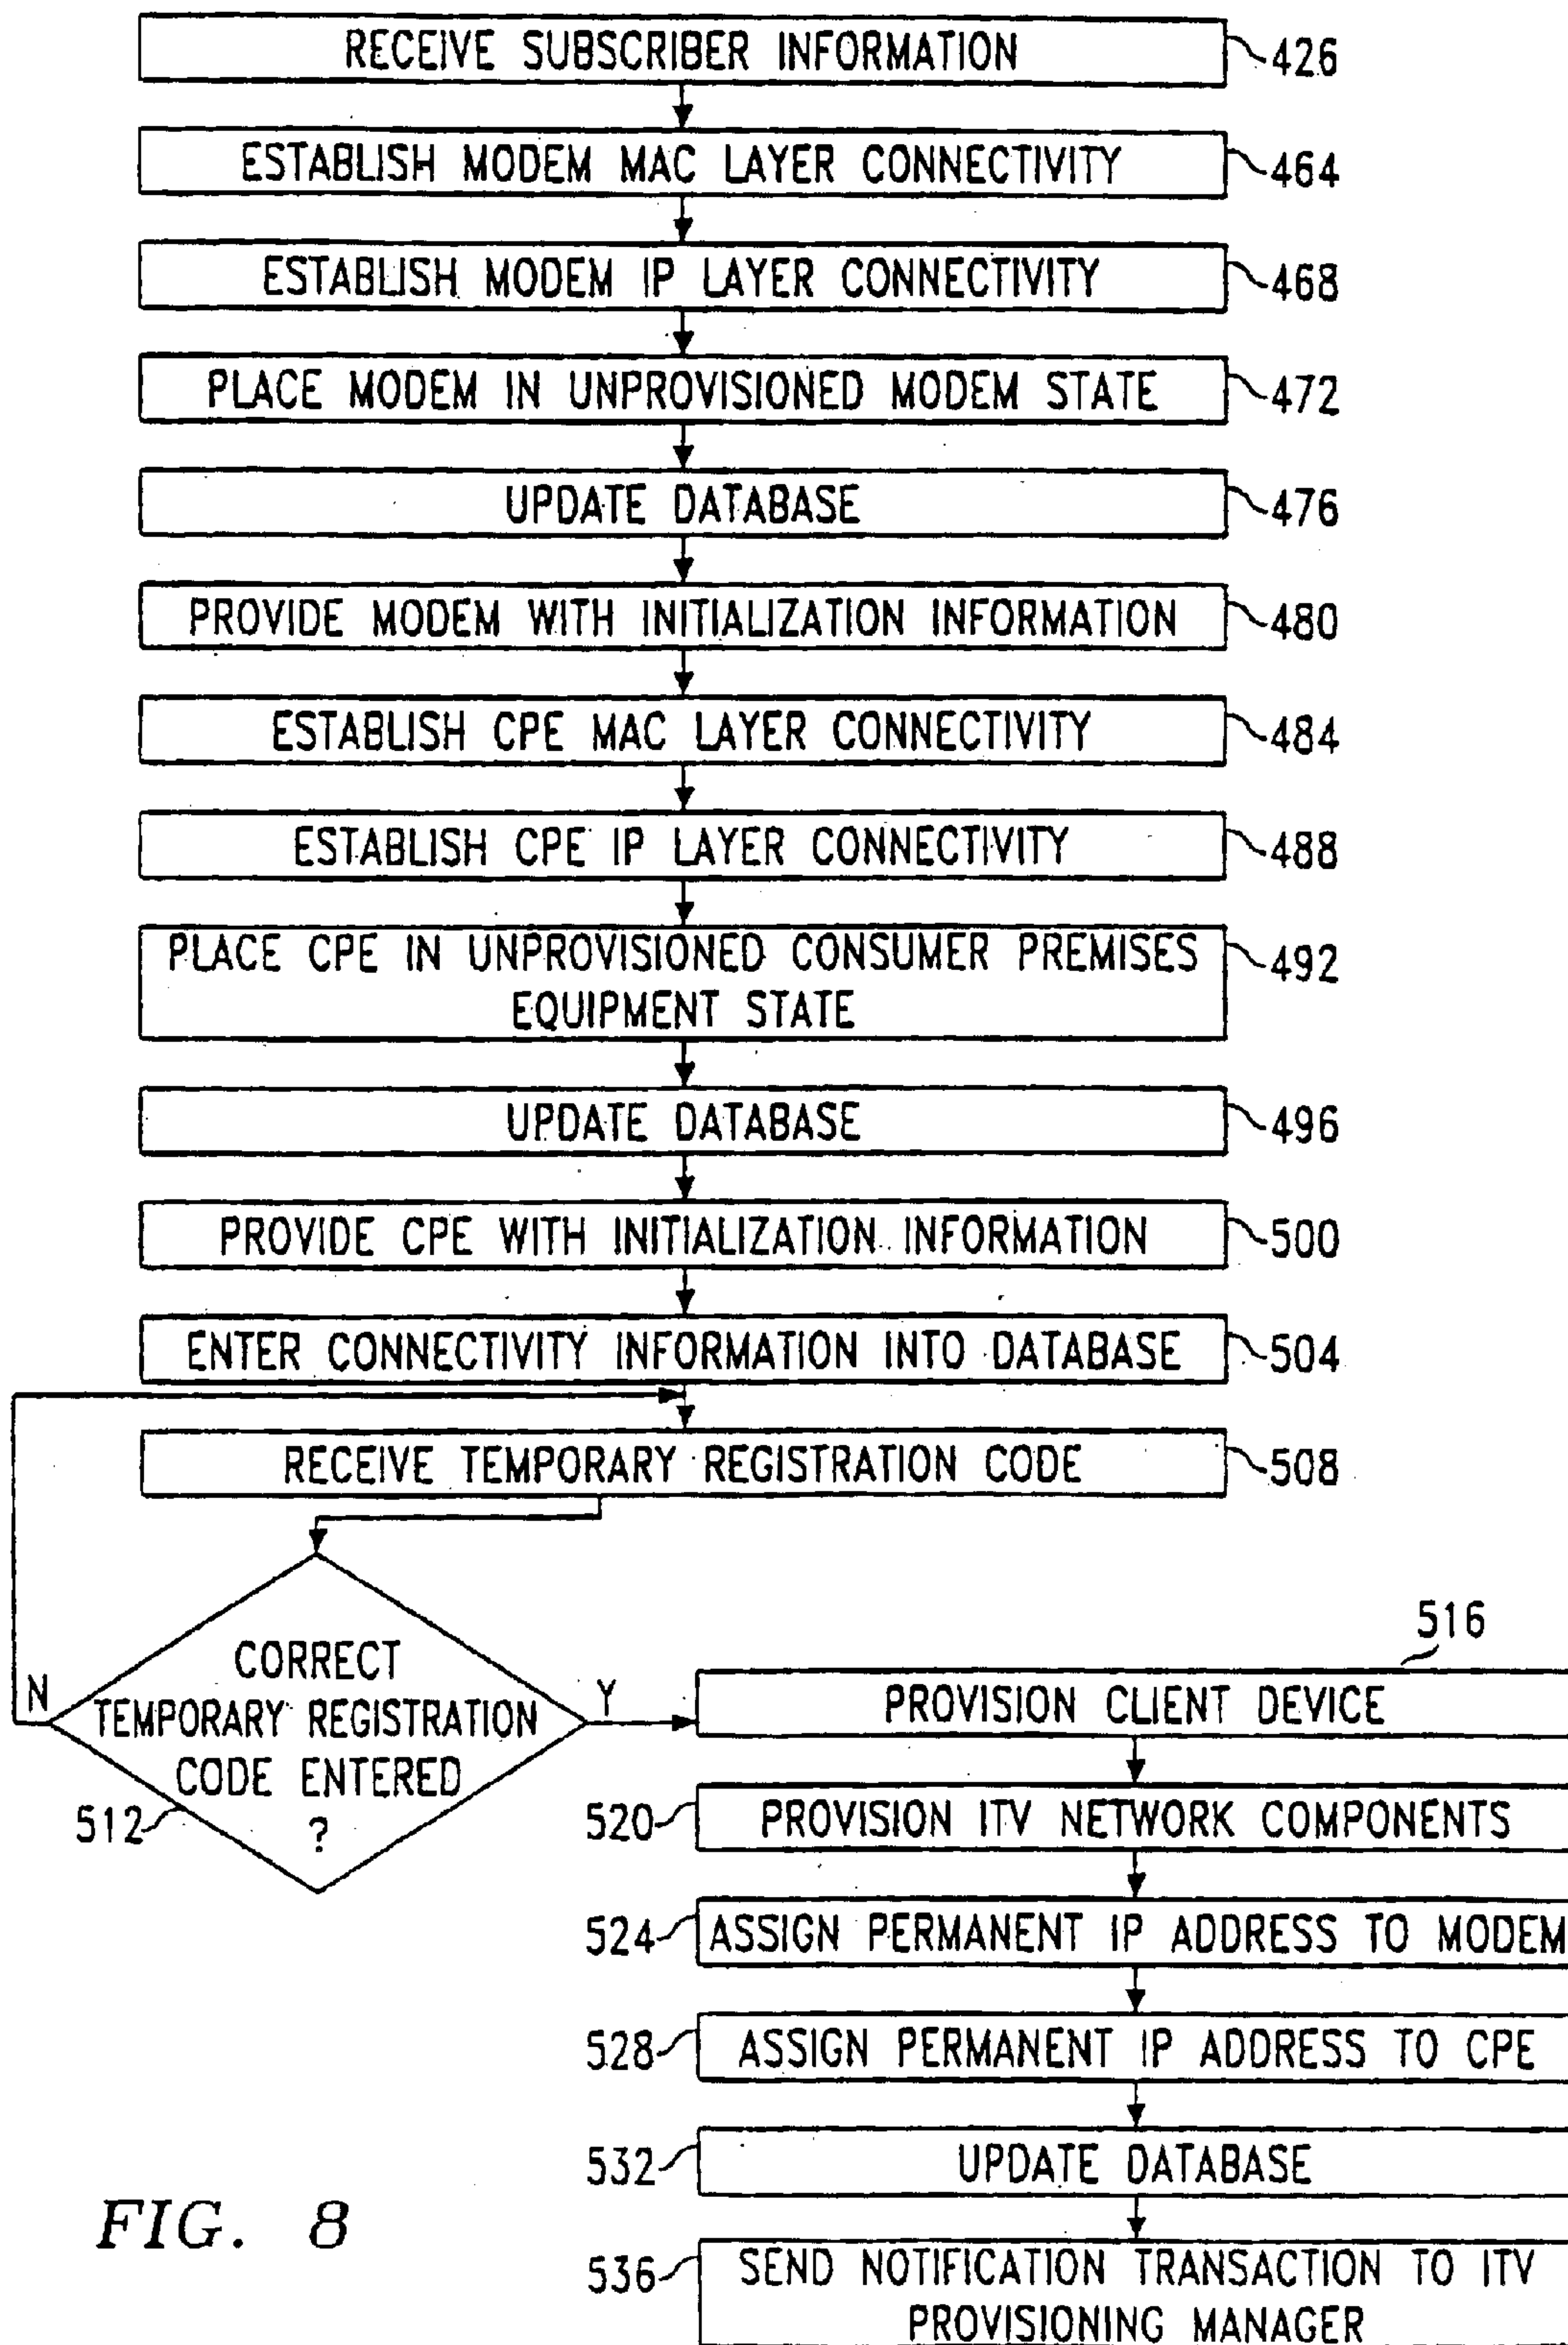 RECEIVE SUBSCRIBER INFORMATION 426
ESTABLISH MODEM MAC LAYER CONNECTIVITY 464
ESTABLISH MODEM IP LAYER CONNECTIVITY 468
PLACE MODEM IN UNPROVISIONED MODEM STATE 472
UPDATE DATABASE 476
PROVIDE MODEM WITH INITIALIZATION INFORMATION 480
ESTABLISH CPE MAC LAYER CONNECTIVITY 484
ESTABLISH CPE IP LAYER CONNECTIVITY 488
PLACE CPE IN UNPROVISIONED CONSUMER PREMISES 492
EQUIPMENT STATE
UPDATE DATABASE 496
PROVIDE CPE WITH INITIALIZATION INFORMATION 500
ENTER CONNECTIVITY INFORMATION INTO DATABASE 504
RECEIVE TEMPORARY REGISTRATION CODE 508
CORRECT
TEMPORARY REGISTRATION
CODE ENTERED
?
512
N
Y
516
PROVISION CLIENT DEVICE
520 PROVISION ITV NETWORK COMPONENTS
524 ASSIGN PERMANENT IP ADDRESS TO MODEM
528 ASSIGN PERMANENT IP ADDRESS TO CPE
532 UPDATE DATABASE
536 SEND NOTIFICATION TRANSACTION TO ITV
PROVISIONING MANAGER
FIG. 8